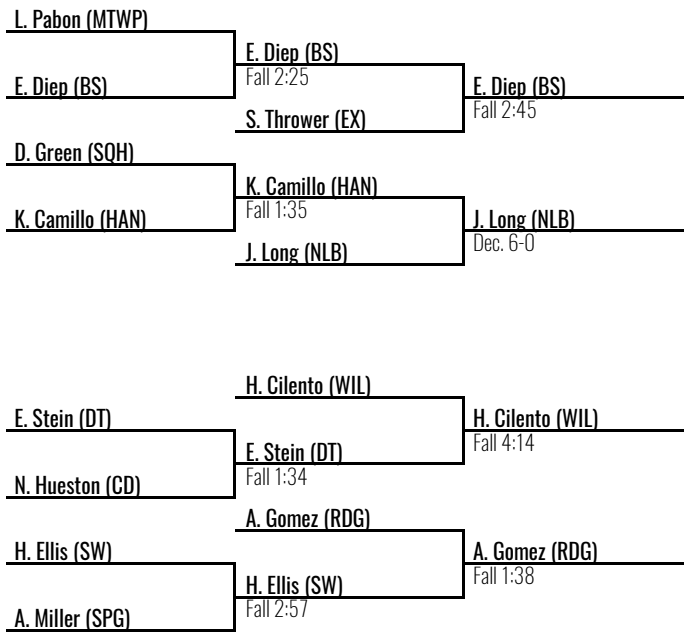 L. Pabon (MTWP)
E. Diep (BS)
Fall 2:25
E. Diep (BS)
E. Diep (BS)
Fall 2:45
S. Thrower (EX)
D. Green (SQH)
K. Camillo (HAN)
Fall 1:35
K. Camillo (HAN)
J. Long (NLB)
Dec. 6-0
J. Long (NLB)
H. Cilento (WIL)
E. Stein (DT)
H. Cilento (WIL)
Fall 4:14
E. Stein (DT)
Fall 1:34
N. Hueston (CD)
A. Gomez (RDG)
H. Ellis (SW)
A. Gomez (RDG)
Fall 1:38
H. Ellis (SW)
Fall 2:57
A. Miller (SPG)